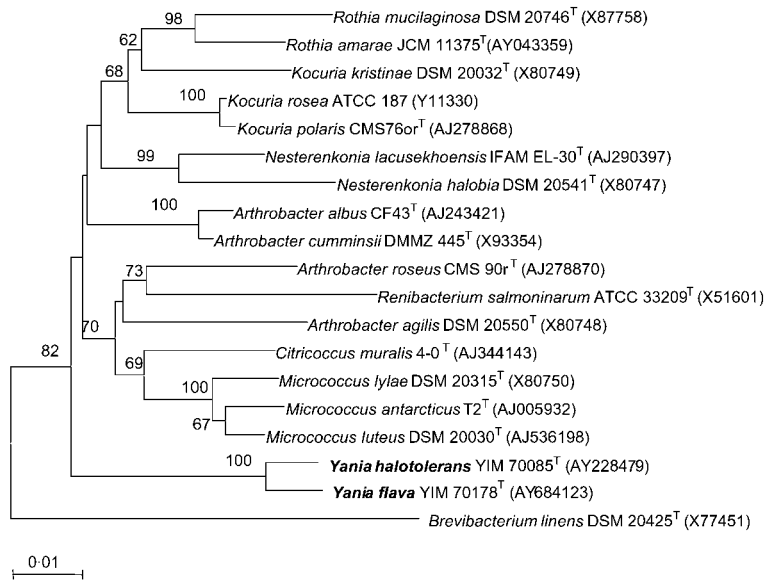 98
Rothia mucilaginosa DSM 20746T (X87758)
62
Rothia amarae JCM 11375T(AY043359)
68
Kocuria kristinae DSM 20032T (X80749)
100
Kocuria rosea ATCC 187 (Y11330)
Kocuria polaris CMS76orT (AJ278868)
99
Nesterenkonia lacusekhoensis IFAM EL-30T (AJ290397)
Nesterenkonia halobia DSM 20541T (X80747)
100
Arthrobacter albus CF43T (AJ243421)
Arthrobacter cumminsii DMMZ 445T (X93354)
73
Arthrobacter roseus CMS 90rT (AJ278870)
Renibacterium salmoninarum ATCC 33209T (X51601)
70
Arthrobacter agilis DSM 20550T (X80748)
82
69
Citricoccus muralis 4-0T (AJ344143)
100
Micrococcus lylae DSM 20315T (X80750)
Micrococcus antarcticus T2T (AJ005932)
67
Micrococcus luteus DSM 20030T (AJ536198)
100
Yania halotolerans YIM 70085T (AY228479)
Yania flava YIM 70178T (AY684123)
Brevibacterium linens DSM 20425T (X77451)
0·01